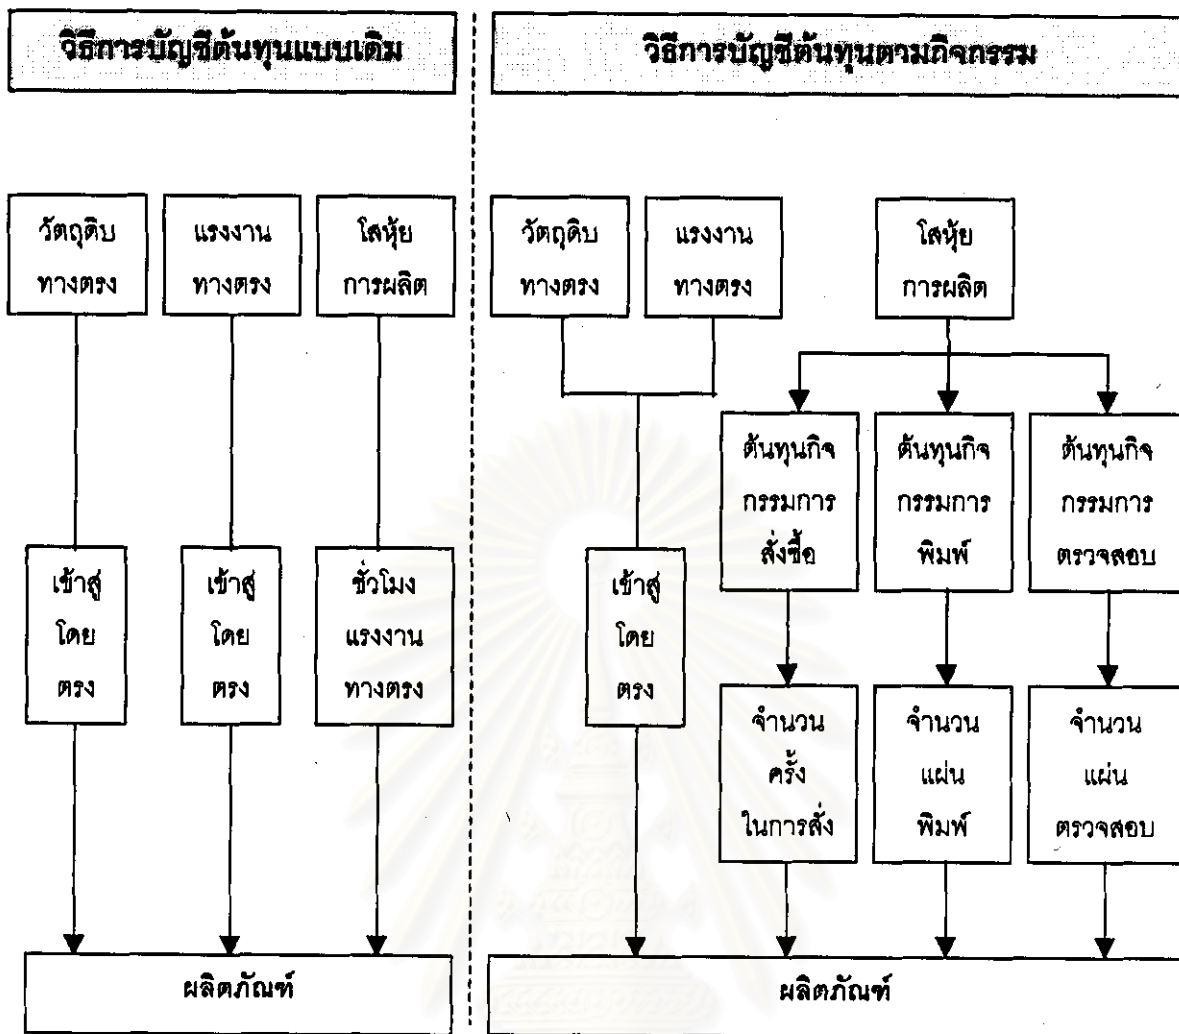 วิธีการบัญชีต้นทุนแบบเดิม
วิธีการบัญชีต้นทุนตามกิจกรรม
วัตถุดิบ
ทางตรง
แรงงาน
ทางตรง
โสหุ้ย
การผลิต
เข้าสู่
โดย
ตรง
เข้าสู่
โดย
ตรง
ชั่วโมง
แรงงาน
ทางตรง
ผลิตภัณฑ์
วัตถุดิบ
ทางตรง
แรงงาน
ทางตรง
โสหุ้ย
การผลิต
ต้นทุนกิจ
กรรมการ
สั่งซื้อ
ต้นทุนกิจ
กรรมการ
พิมพ์
ต้นทุนกิจ
กรรมการ
ตรวจสอบ
เข้าสู่
โดย
ตรง
จำนวน
ครั้ง
ในการสั่ง
จำนวน
แผ่น
พิมพ์
จำนวน
แผ่น
ตรวจสอบ
ผลิตภัณฑ์